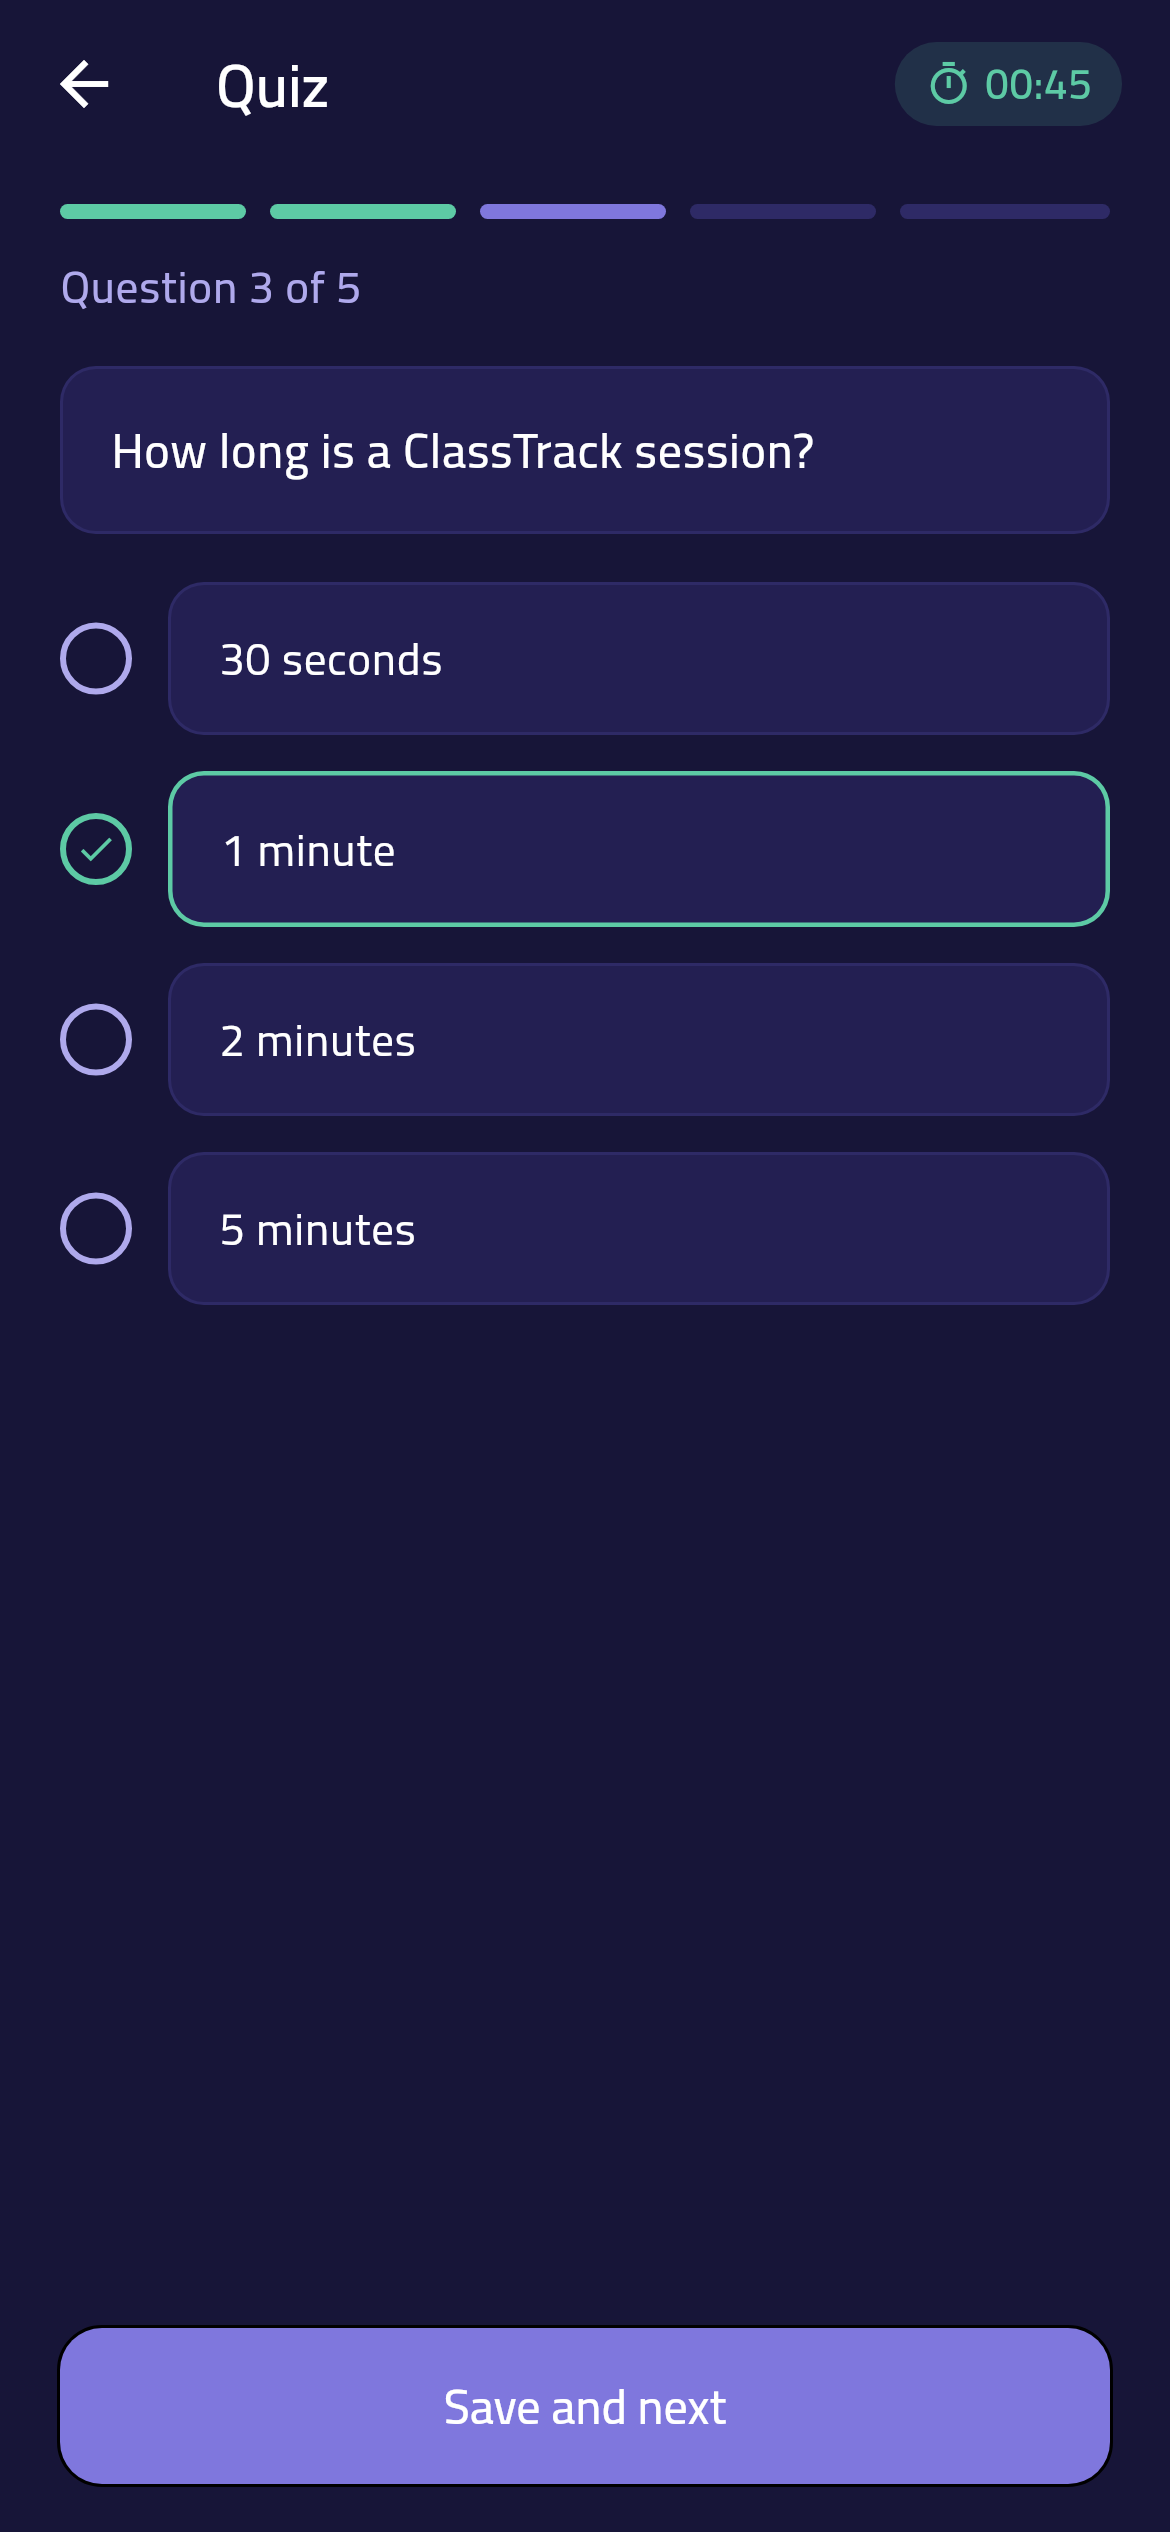 Quiz
00:45
Question 3 of 5
How long is a ClassTrack session?
30 seconds
1 minute
2 minutes
5 minutes
Save and next